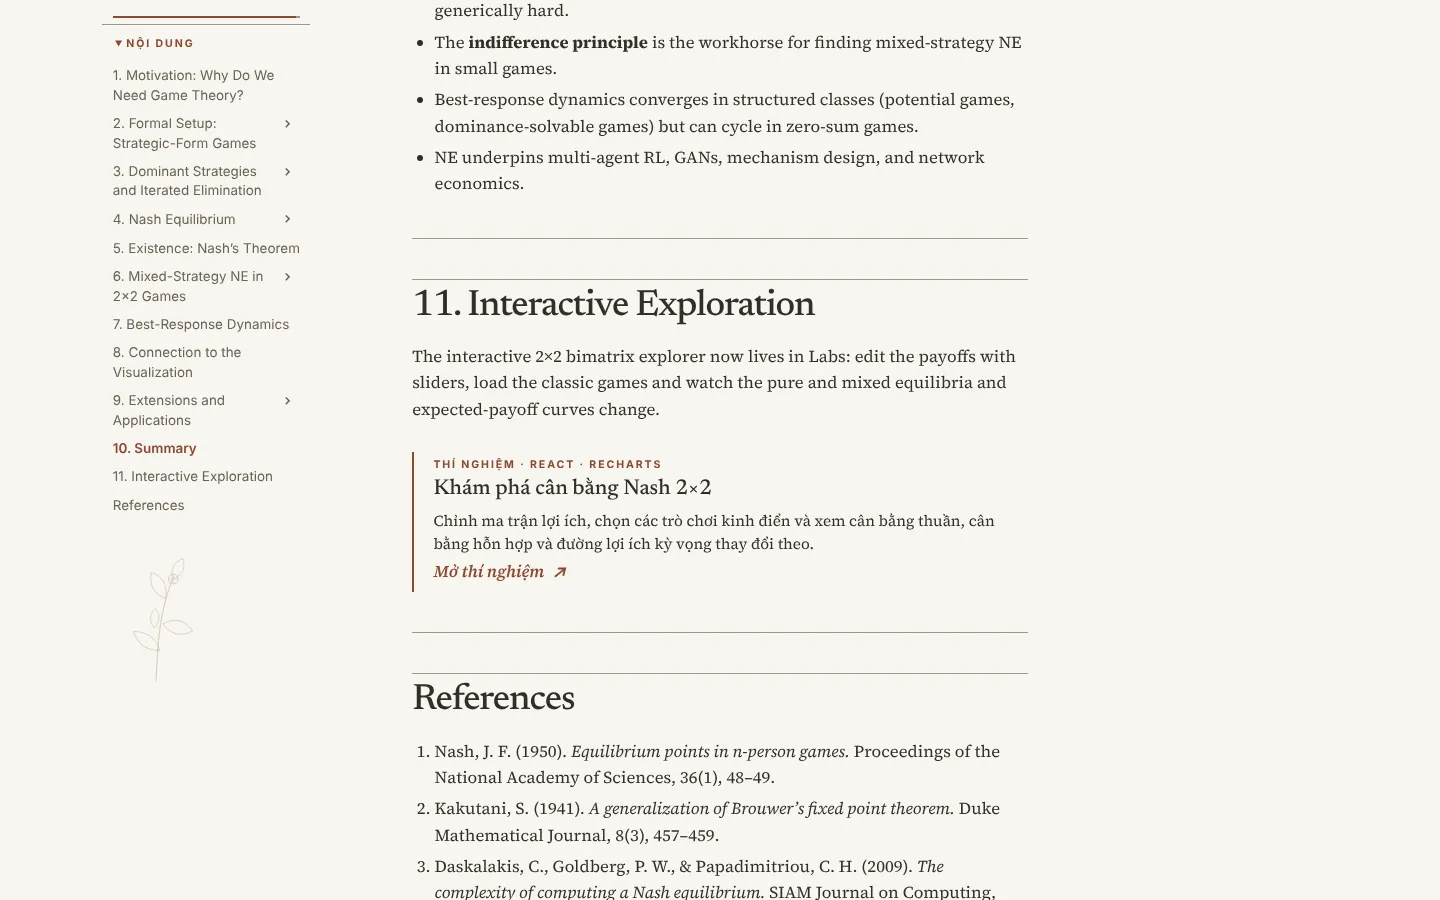 ▼ NỘI DUNG
1. Motivation: Why Do We
Need Game Theory?
2. Formal Setup:
Strategic-Form Games
3. Dominant Strategies
and Iterated Elimination
4. Nash Equilibrium
5. Existence: Nash's Theorem
6. Mixed-Strategy NE in
2×2 Games
7. Best-Response Dynamics
8. Connection to the
Visualization
9. Extensions and
Applications
10. Summary
11. Interactive Exploration
References
generically hard.
• The indifference principle is the workhorse for finding mixed-strategy NE
in small games.
• Best-response dynamics converges in structured classes (potential games,
dominance-solvable games) but can cycle in zero-sum games.
• NE underpins multi-agent RL, GANs, mechanism design, and network
economics.
11. Interactive Exploration
The interactive 2×2 bimatrix explorer now lives in Labs: edit the payoffs with
sliders, load the classic games and watch the pure and mixed equilibria and
expected-payoff curves change.
THÍ NGHIỆM · REACT · RECHARTS
Khám phá cân bằng Nash 2×2
Chỉnh ma trận lợi ích, chọn các trò chơi kinh điển và xem cân bằng thuần, cân
bằng hỗn hợp và đường lợi ích kỳ vọng thay đổi theo.
Mở thí nghiệm ↗
References
1. Nash, J. F. (1950). Equilibrium points in n-person games. Proceedings of the
National Academy of Sciences, 36(1), 48–49.
2. Kakutani, S. (1941). A generalization of Brouwer's fixed point theorem. Duke
Mathematical Journal, 8(3), 457–459.
3. Daskalakis, C., Goldberg, P. W., & Papadimitriou, C. H. (2009). The
complexity of computing a Nash equilibrium. SIAM Journal on Computing,